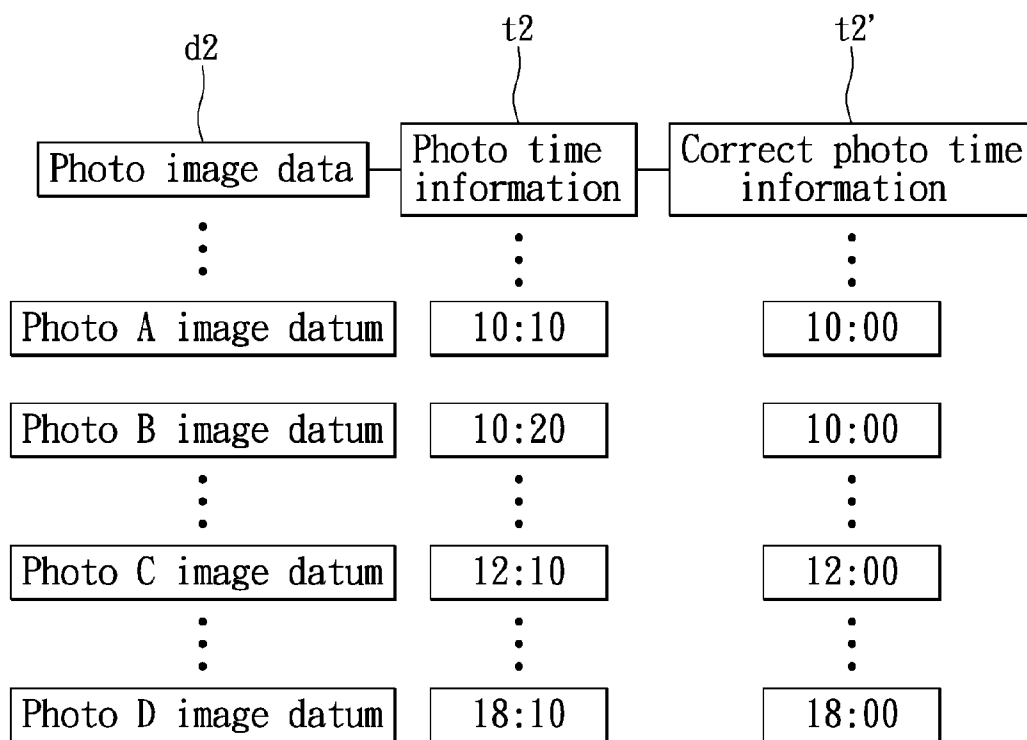 d2
t2
t2'
Photo image data
Photo time
information
Correct photo time
information
Photo A image datum
10:10
10:00
Photo B image datum
10:20
10:00
Photo C image datum
12:10
12:00
Photo D image datum
18:10
18:00